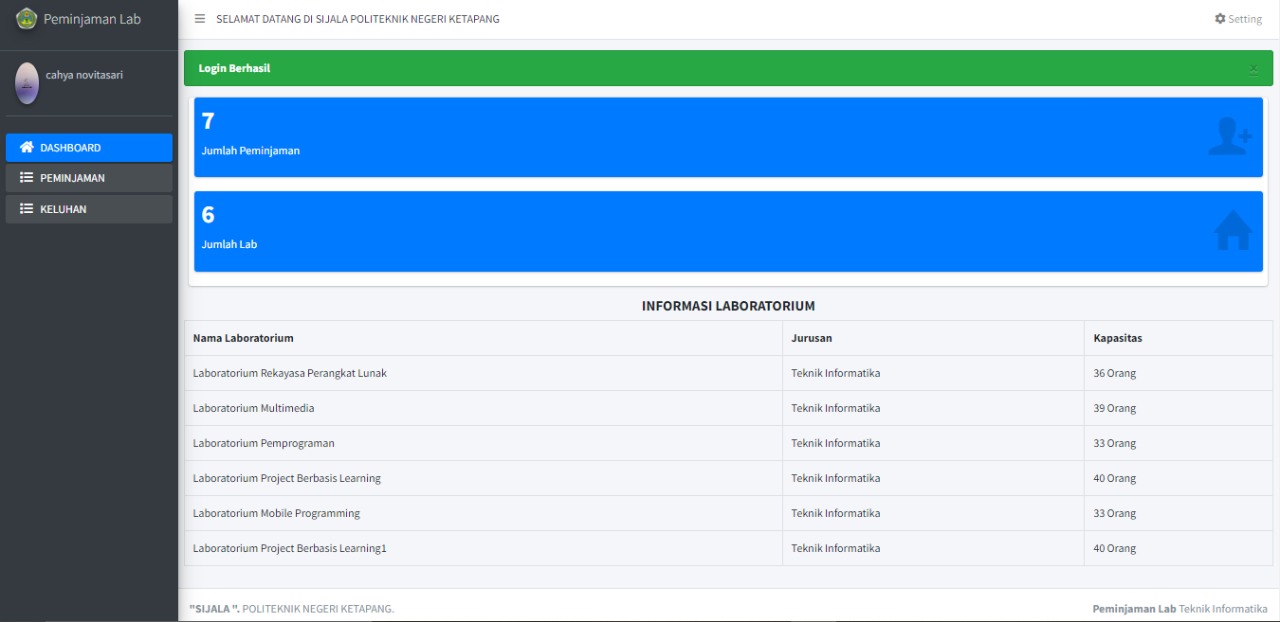 Peminjaman Lab
SELAMAT DATANG DI SIJALA POLITEKNIK NEGERI KETAPANG
Setting
cahya novitasari
DASHBOARD
PEMINJAMAN
KELUHAN
Login Berhasil
×
7
Jumlah Peminjaman
6
Jumlah Lab
INFORMASI LABORATORIUM
Nama Laboratorium Jurusan Kapasitas
Laboratorium Rekayasa Perangkat Lunak Teknik Informatika 36 Orang
Laboratorium Multimedia Teknik Informatika 39 Orang
Laboratorium Pemprograman Teknik Informatika 33 Orang
Laboratorium Project Berbasis Learning Teknik Informatika 40 Orang
Laboratorium Mobile Programming Teknik Informatika 33 Orang
Laboratorium Project Berbasis Learning1 Teknik Informatika 40 Orang
"SIJALA ". POLITEKNIK NEGERI KETAPANG.
Peminjaman Lab Teknik Informatika